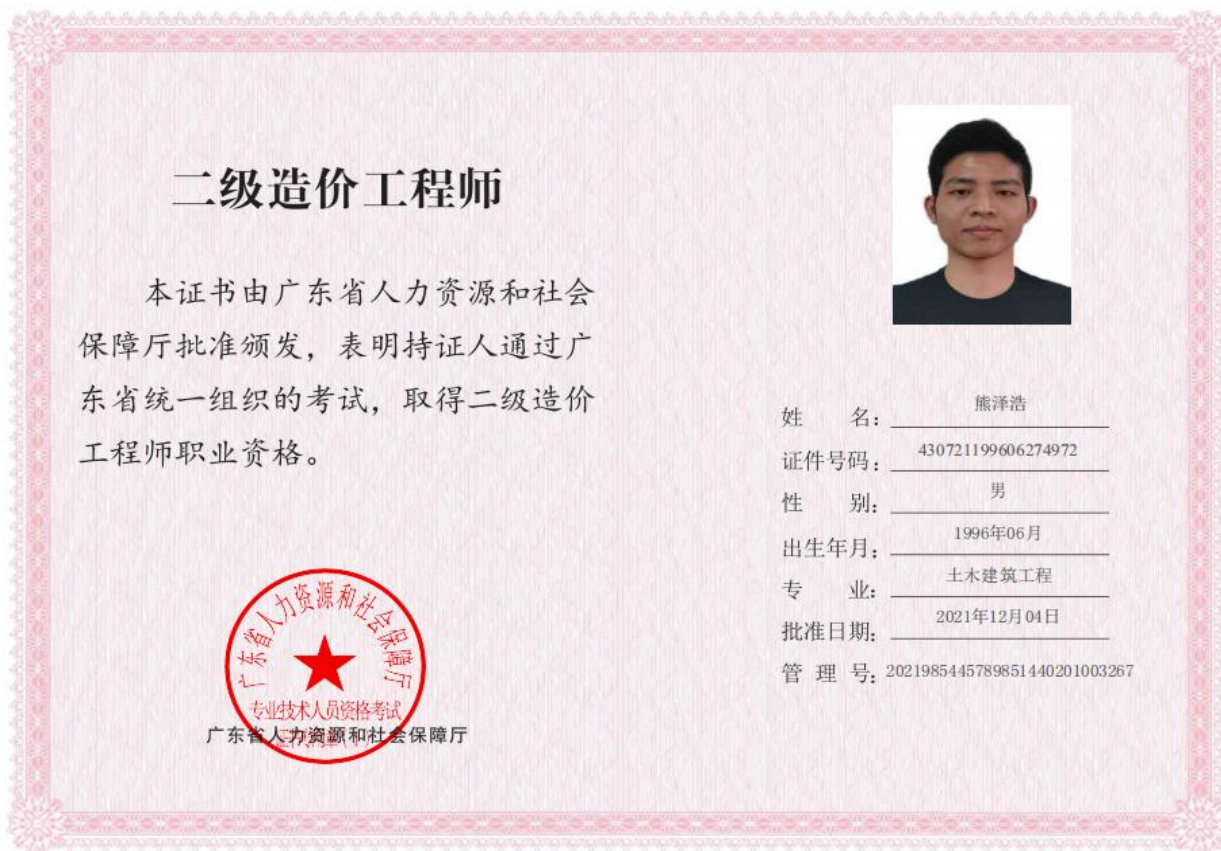 二级造价工程师
本证书由广东省人力资源和社会
保障厅批准颁发，表明持证人通过广
东省统一组织的考试，取得二级造价
工程师职业资格。
广东省人力资源和社会保障厅
专业技术人员资格考试
广东省人力资源和社会保障厅
姓名：熊泽浩
证件号码：430721199606274972
性别：男
出生年月：1996年06月
专业：土木建筑工程
批准日期：2021年12月04日
管理号：2021985445789851440201003267